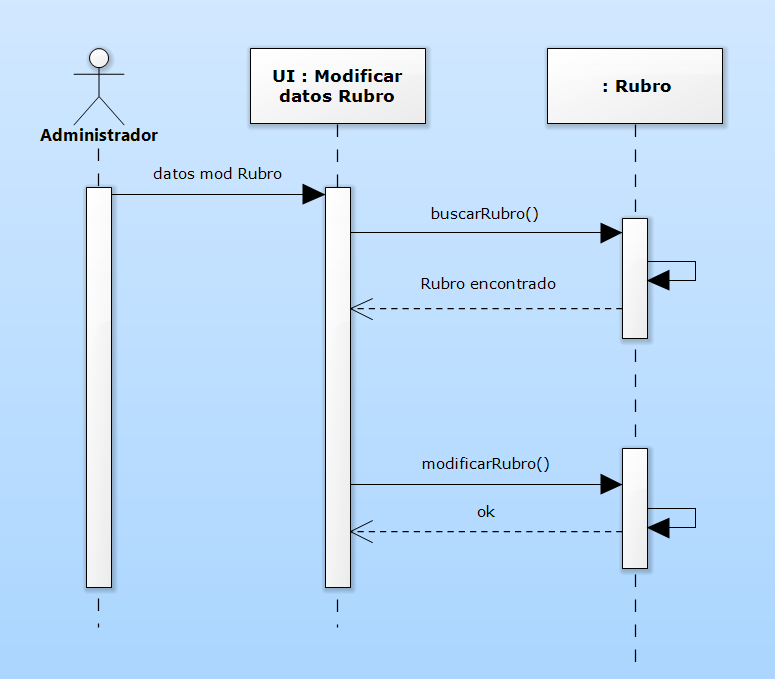 UI : Modificar
datos Rubro
: Rubro
Administrador
datos mod Rubro
buscarRubro()
Rubro encontrado
modificarRubro()
ok